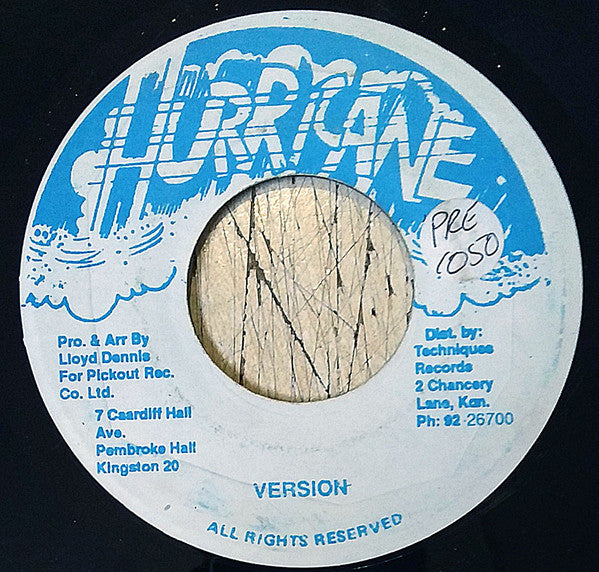 HURRICANE
PRE
1050
Pro. & Arr By
Lloyd Dennis
For Pickout Rec.
Co. Ltd.
7 Caardiff Hall
Ave.
Pembroke Hall
Kingston 20
Dist. by:
Techniques
Records
2 Chancery
Lane, Kgn.
Ph: 92-26700
VERSION
ALL RIGHTS RESERVED